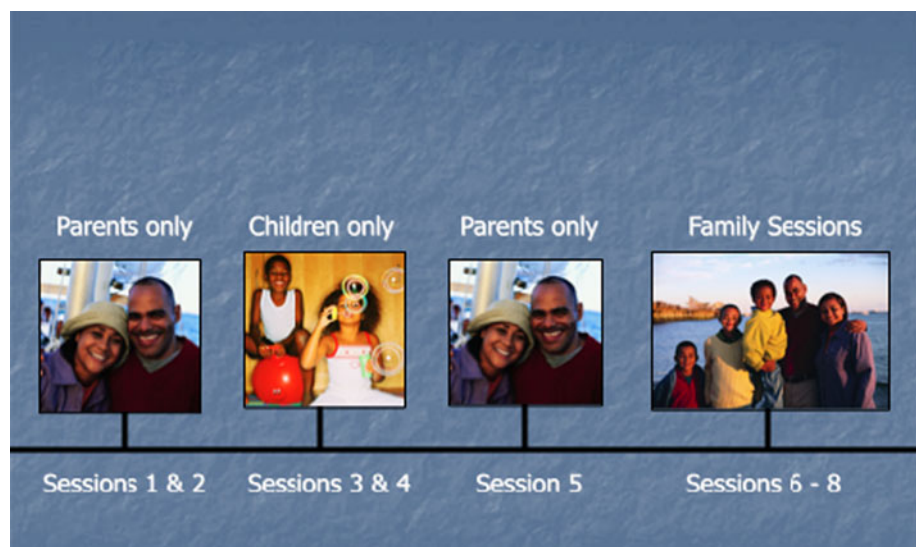 Parents only
Children only
Parents only
Family Sessions
Sessions 1 & 2
Sessions 3 & 4
Session 5
Sessions 6 - 8